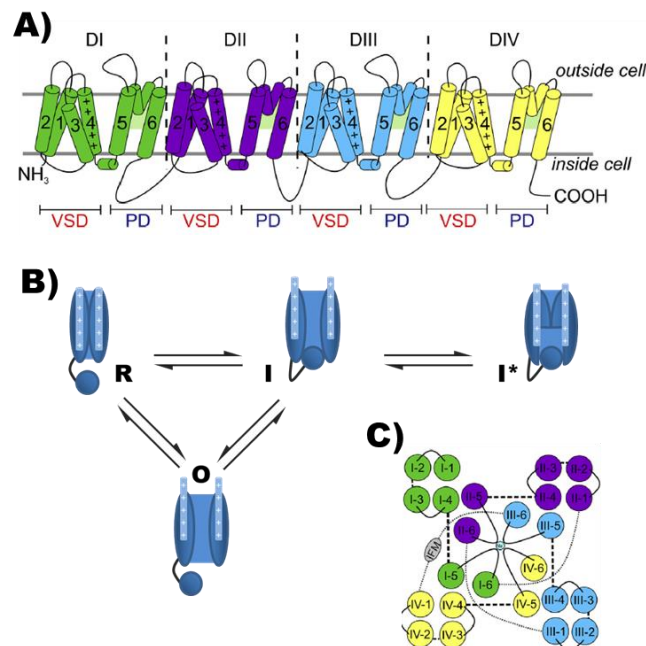 A)
DI DII DIII DIV
outside cell
2 1 3 4 5 6 2 1 3 4 5 6 2 1 3 4 5 6 2 1 3 4 5 6
+ + + + + + + + + + + + + + + +
NH3 inside cell
COOH
VSD PD VSD PD VSD PD VSD PD
B)
R I I*
O
C)
I-2 I-1 II-3 II-2
I-3 I-4 II-5 II-4 II-1
III-6
II-6 III-5
IFM
I-5 I-6 IV-6
IV-1 IV-4 IV-5 III-4 III-3
IV-2 IV-3 III-1 III-2